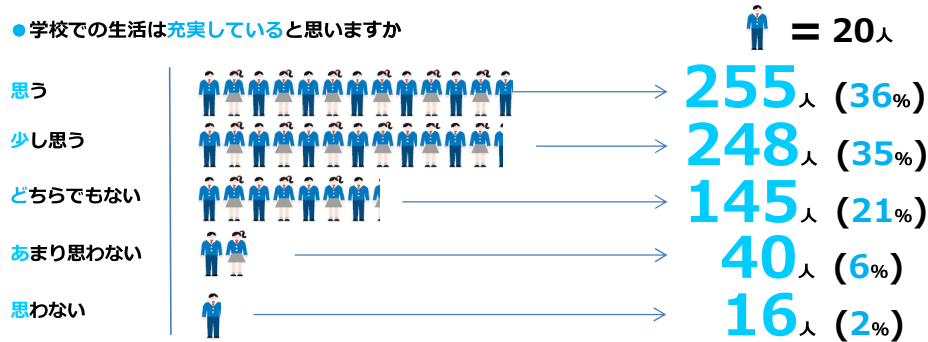 ●学校での生活は充実していると思いますか
= 20人
思う 255人 (36%)
少し思う 248人 (35%)
どちらでもない 145人 (21%)
あまり思わない 40人 (6%)
思わない 16人 (2%)